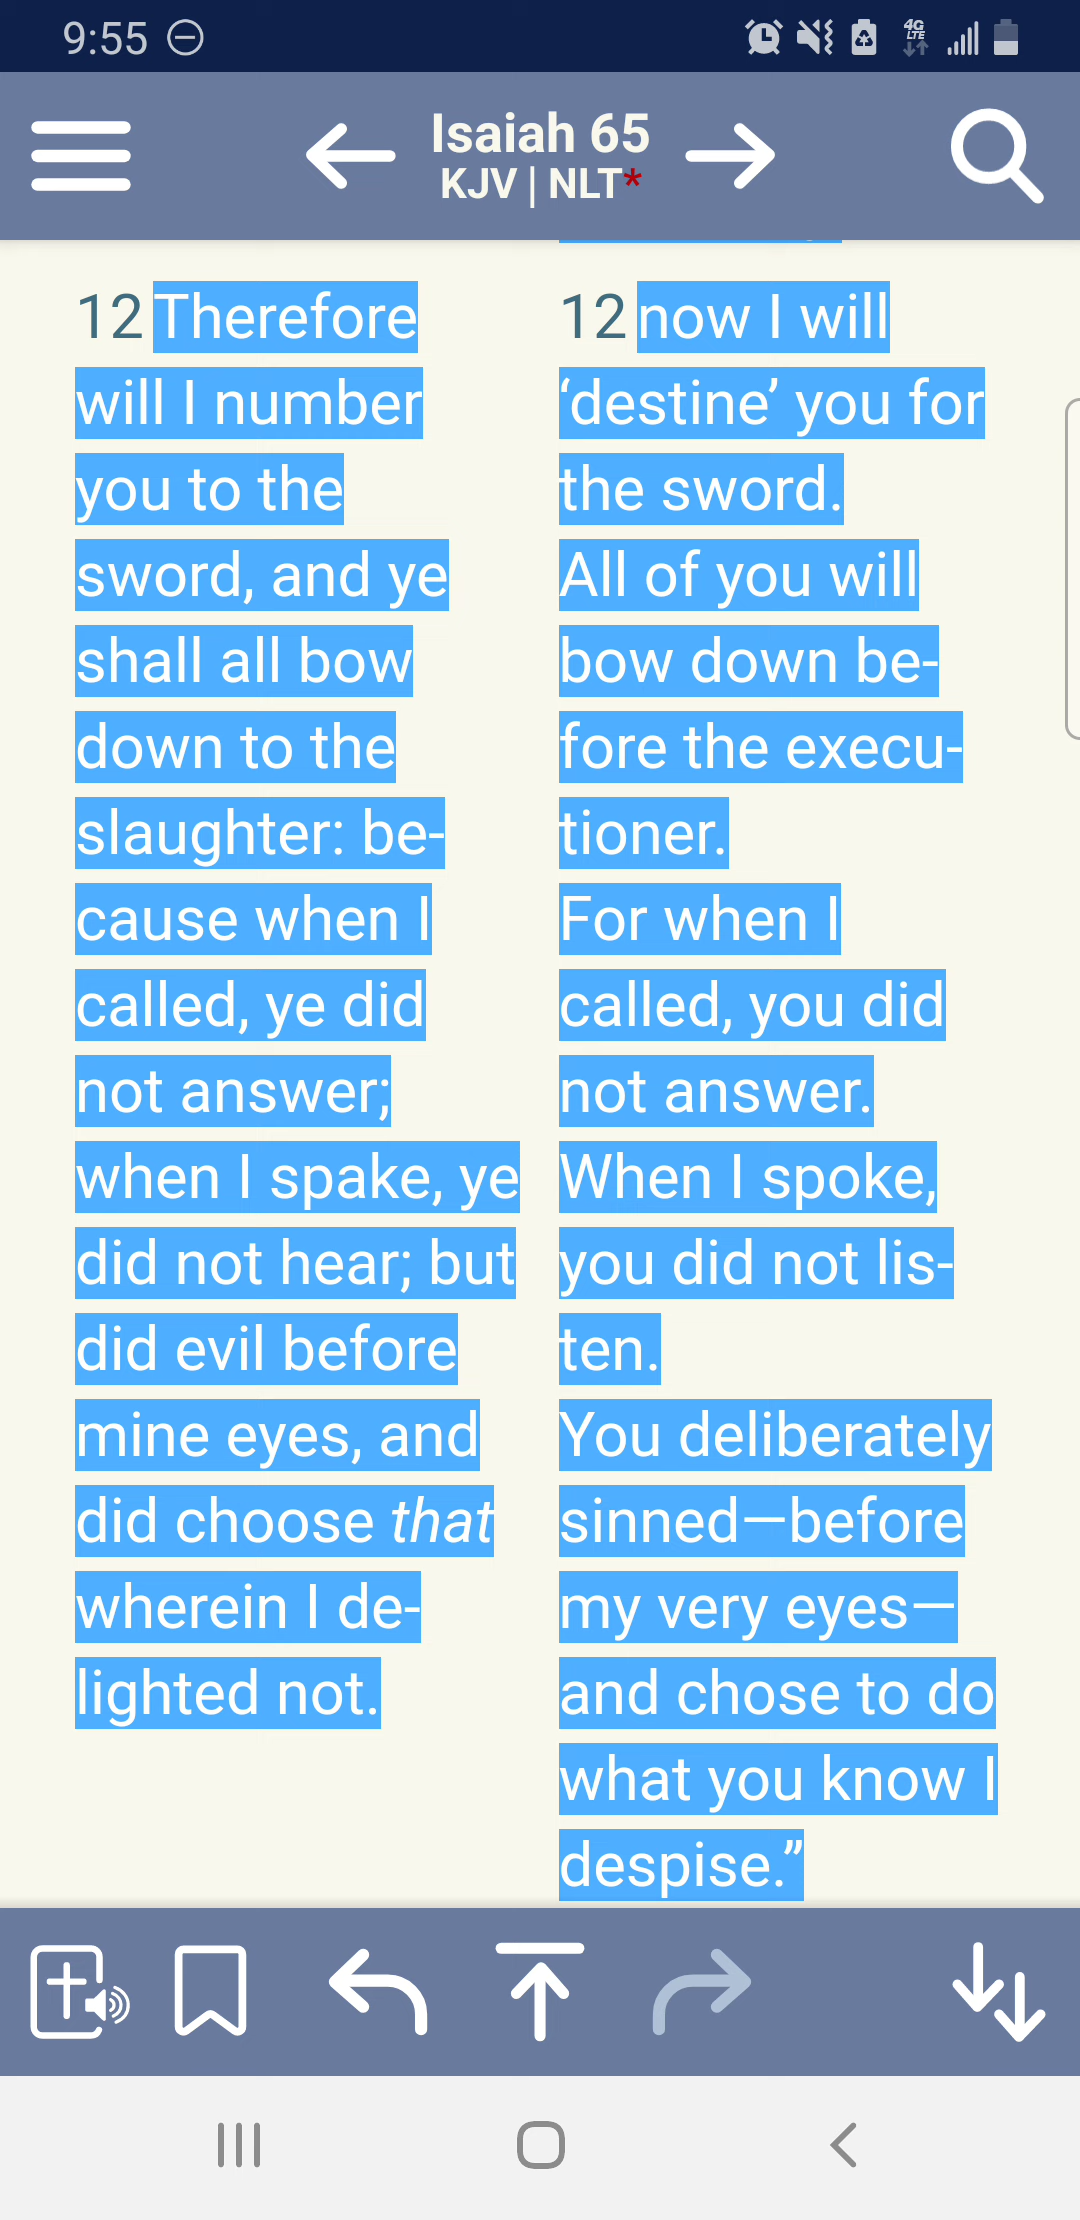 9:55
4G
LTE
Isaiah 65
KJV | NLT*
12 Therefore
will I number
you to the
sword, and ye
shall all bow
down to the
slaughter: be-
cause when I
called, ye did
not answer;
when I spake, ye
did not hear; but
did evil before
mine eyes, and
did choose that
wherein I de-
lighted not.
12 now I will
‘destine’ you for
the sword.
All of you will
bow down be-
fore the execu-
tioner.
For when I
called, you did
not answer.
When I spoke,
you did not lis-
ten.
You deliberately
sinned—before
my very eyes—
and chose to do
what you know I
despise.”